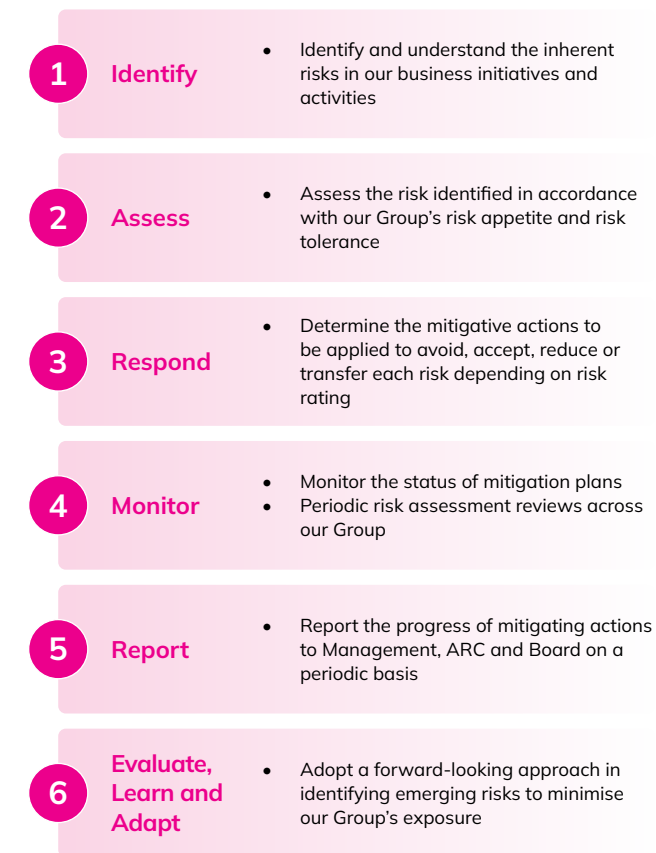 1
Identify
● Identify and understand the inherent
risks in our business initiatives and
activities
2
Assess
● Assess the risk identified in accordance
with our Group’s risk appetite and risk
tolerance
3
Respond
● Determine the mitigative actions to
be applied to avoid, accept, reduce or
transfer each risk depending on risk
rating
4
Monitor
● Monitor the status of mitigation plans
● Periodic risk assessment reviews across
our Group
5
Report
● Report the progress of mitigating actions
to Management, ARC and Board on a
periodic basis
6
Evaluate,
Learn and
Adapt
● Adopt a forward-looking approach in
identifying emerging risks to minimise
our Group’s exposure